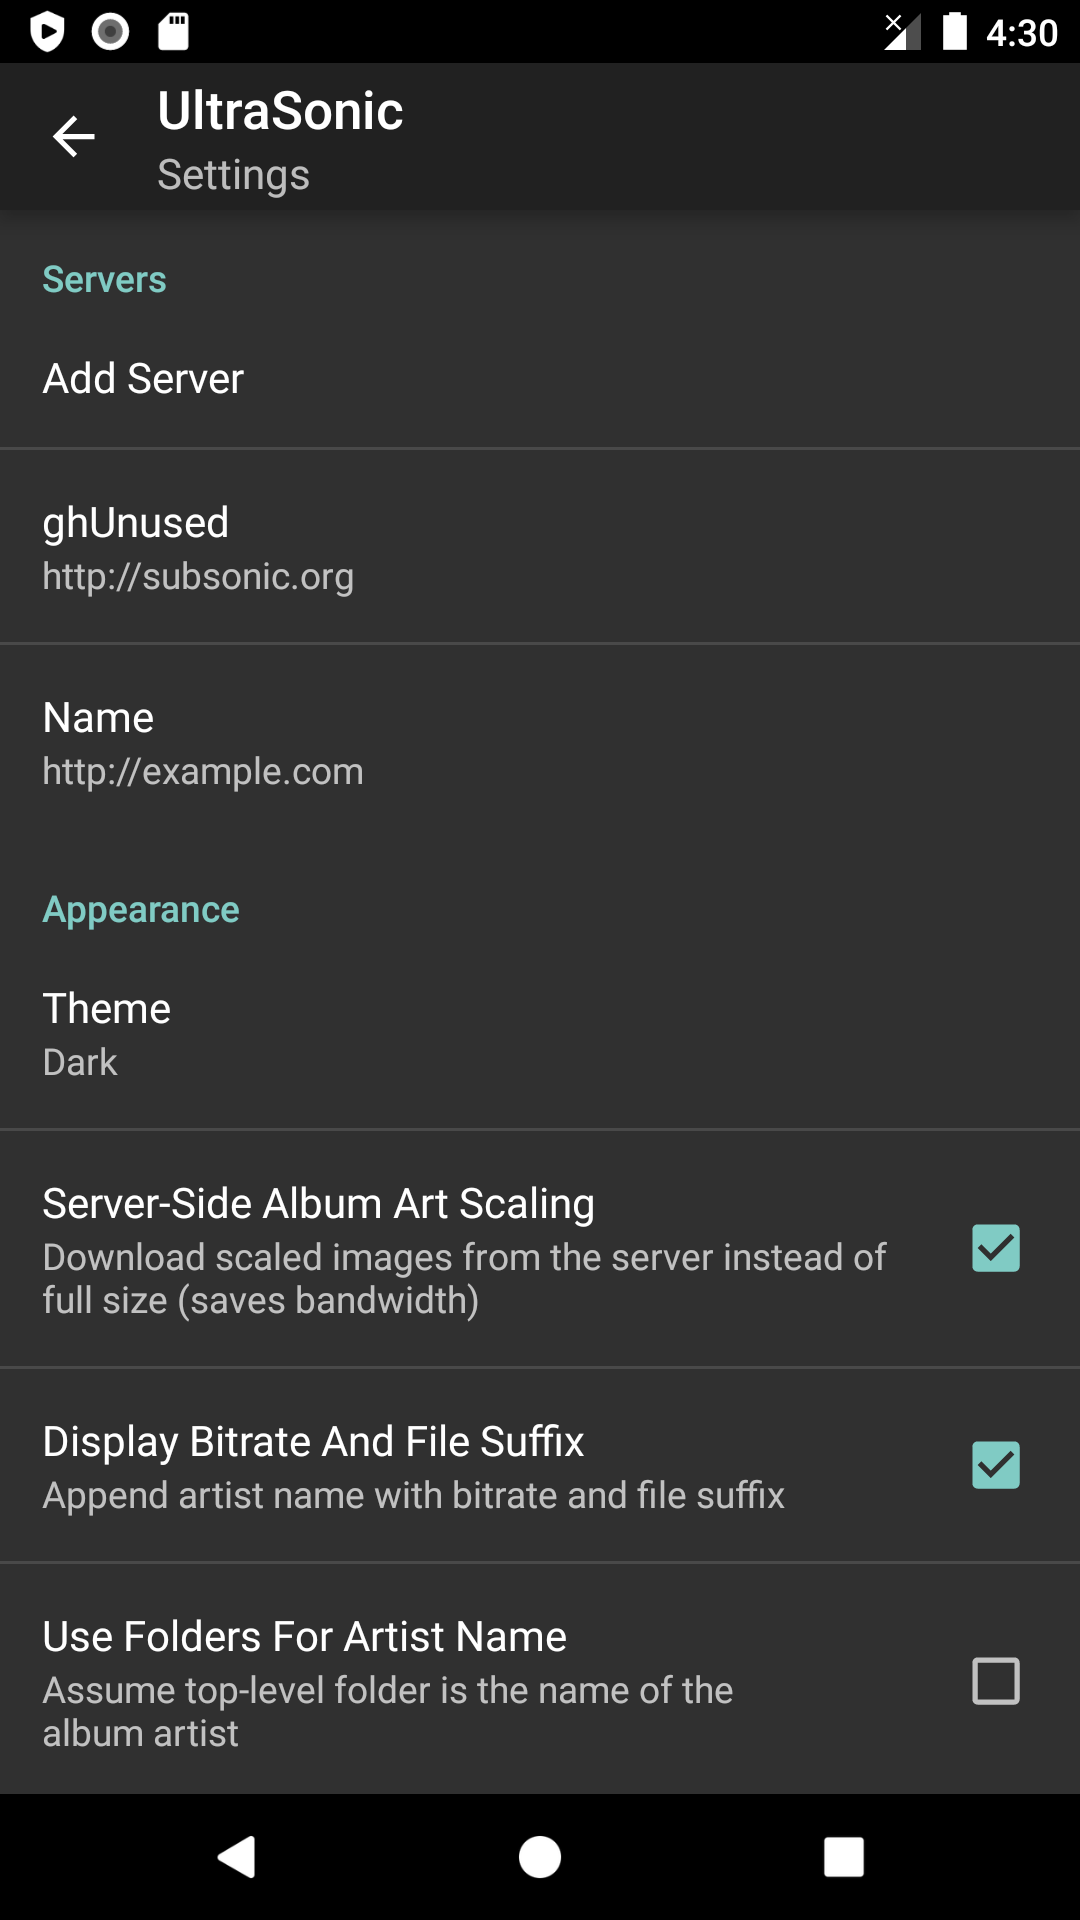 4:30
UltraSonic
Settings
Servers
Add Server
ghUnused
http://subsonic.org
Name
http://example.com
Appearance
Theme
Dark
Server-Side Album Art Scaling
Download scaled images from the server instead of
full size (saves bandwidth)
Display Bitrate And File Suffix
Append artist name with bitrate and file suffix
Use Folders For Artist Name
Assume top-level folder is the name of the
album artist